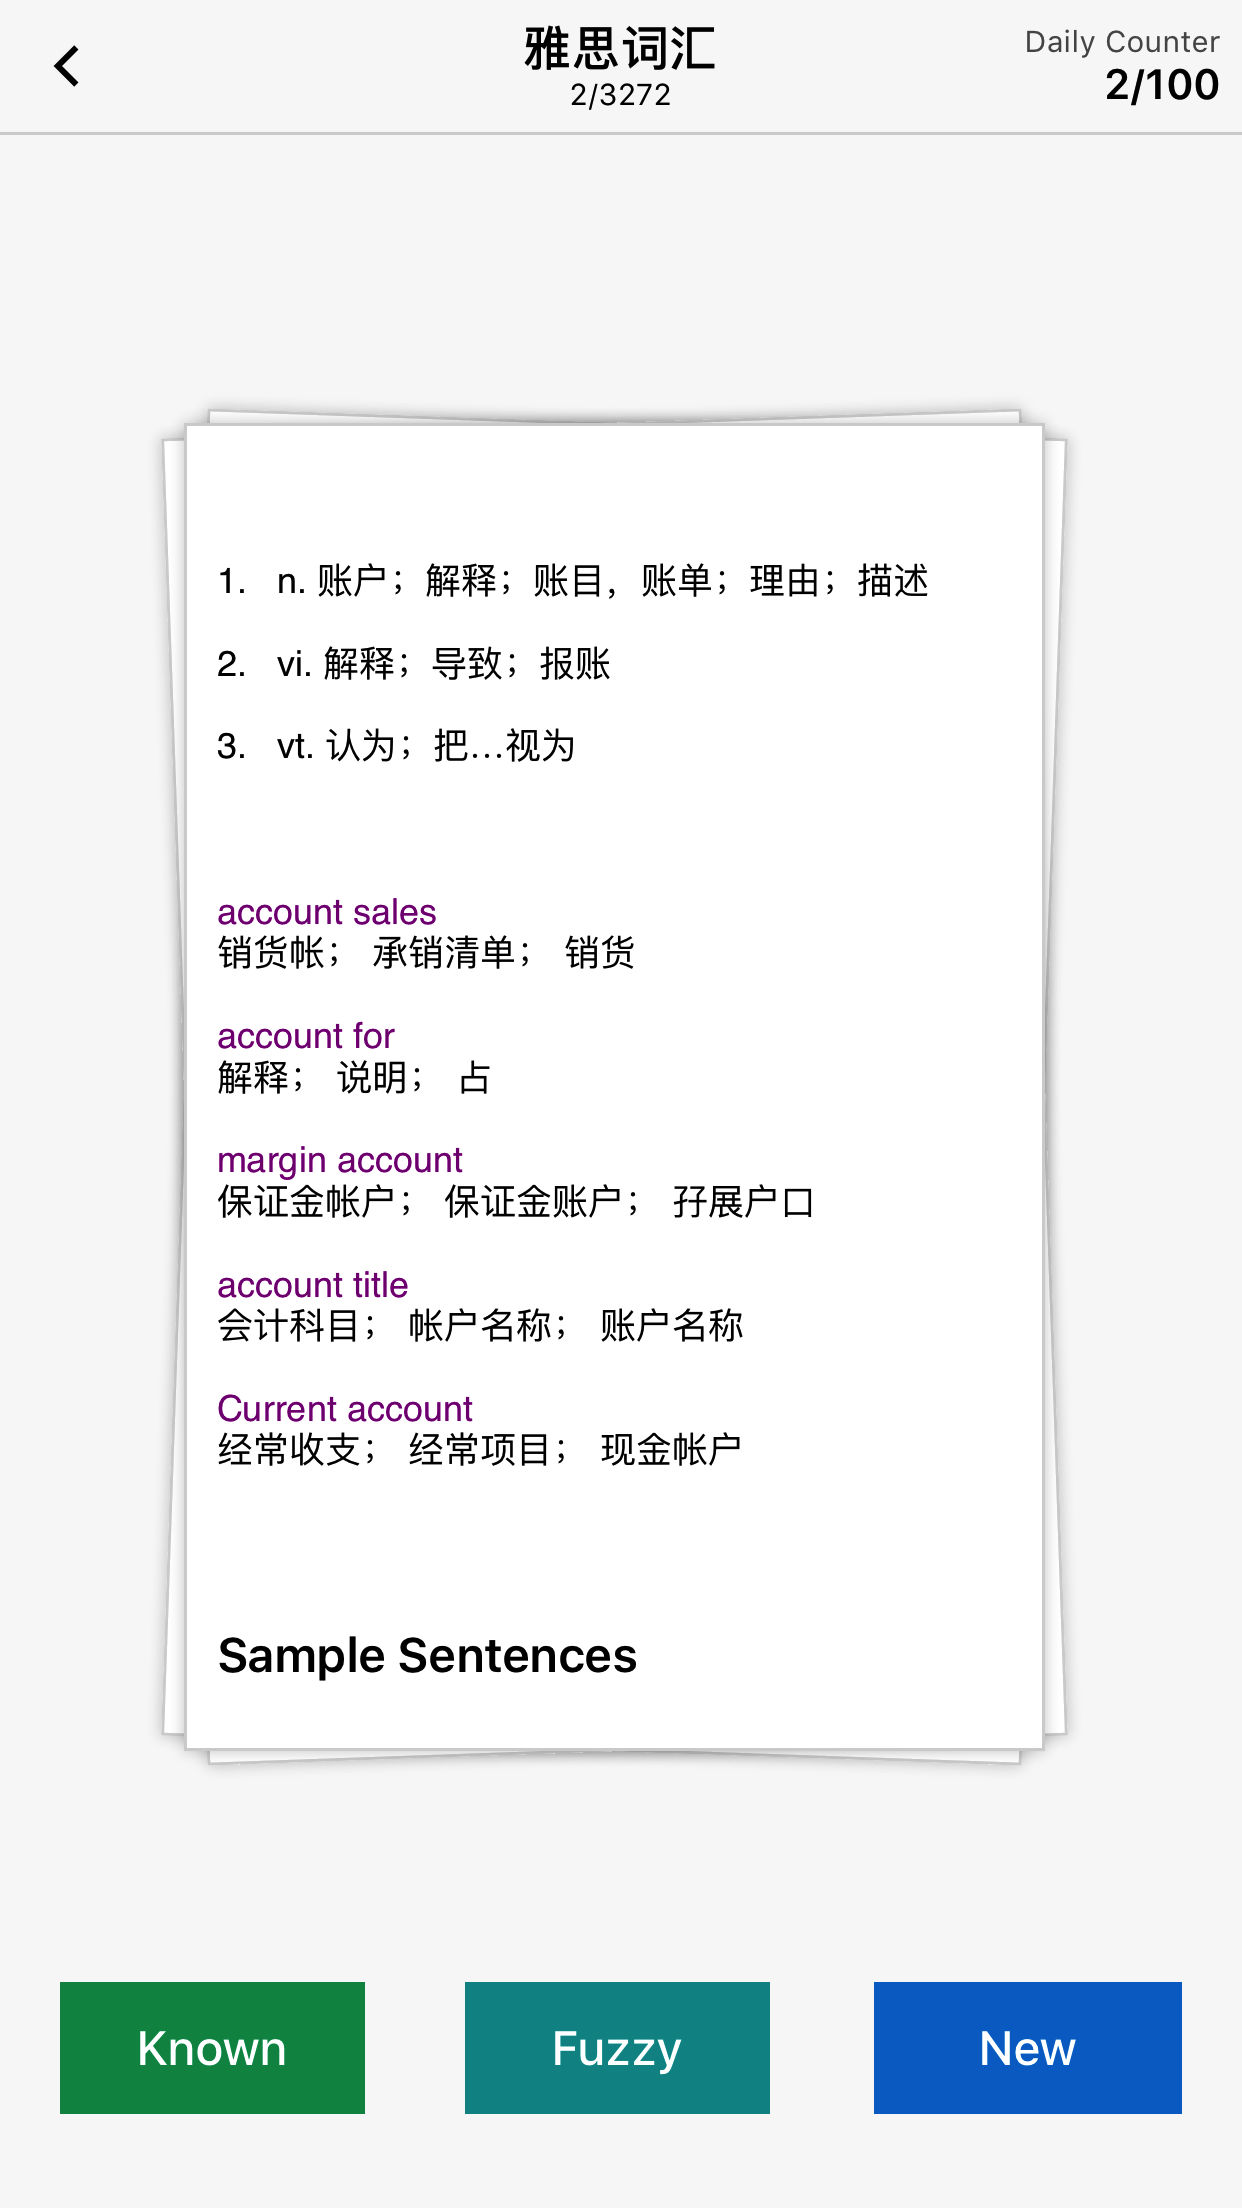 雅思词汇
2/3272
Daily Counter
2/100
1. n. 账户；解释；账目，账单；理由；描述
2. vi. 解释；导致；报账
3. vt. 认为；把...视为
account sales
销货帐； 承销清单； 销货
account for
解释； 说明； 占
margin account
保证金帐户； 保证金账户； 孖展户口
account title
会计科目； 帐户名称； 账户名称
Current account
经常收支； 经常项目； 现金帐户
Sample Sentences
Known
Fuzzy
New